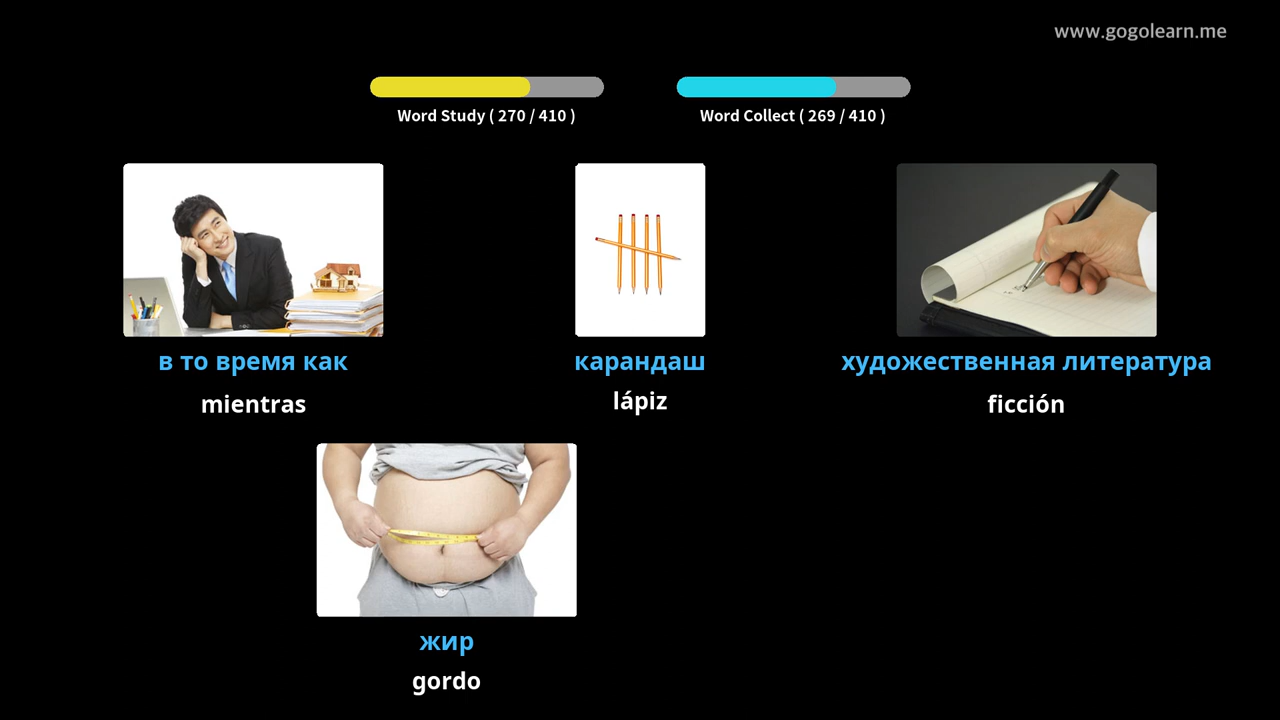 www.gogolearn.me
Word Study ( 270 / 410 )
Word Collect ( 269 / 410 )
в то время как
mientras
карандаш
lápiz
художественная литература
ficción
жир
gordo